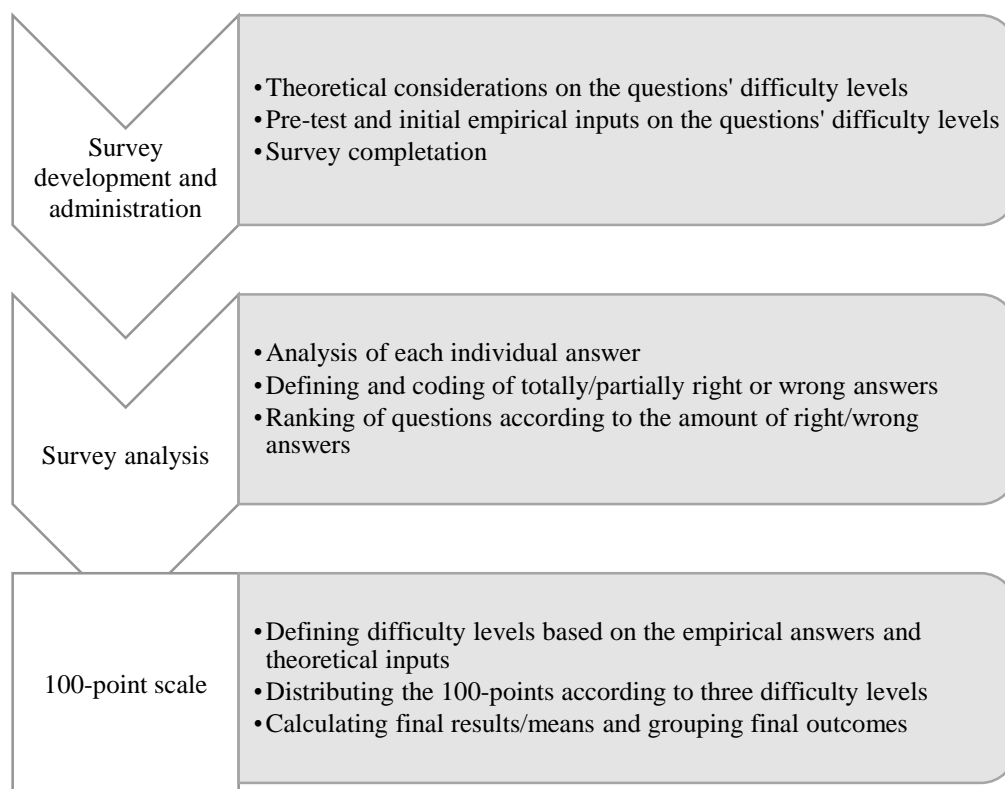 Survey
development and
administration
•Theoretical considerations on the questions' difficulty levels
•Pre-test and initial empirical inputs on the questions' difficulty levels
•Survey completation
Survey analysis
•Analysis of each individual answer
•Defining and coding of totally/partially right or wrong answers
•Ranking of questions according to the amount of right/wrong
answers
100-point scale
•Defining difficulty levels based on the empirical answers and
theoretical inputs
•Distributing the 100-points according to three difficulty levels
•Calculating final results/means and grouping final outcomes